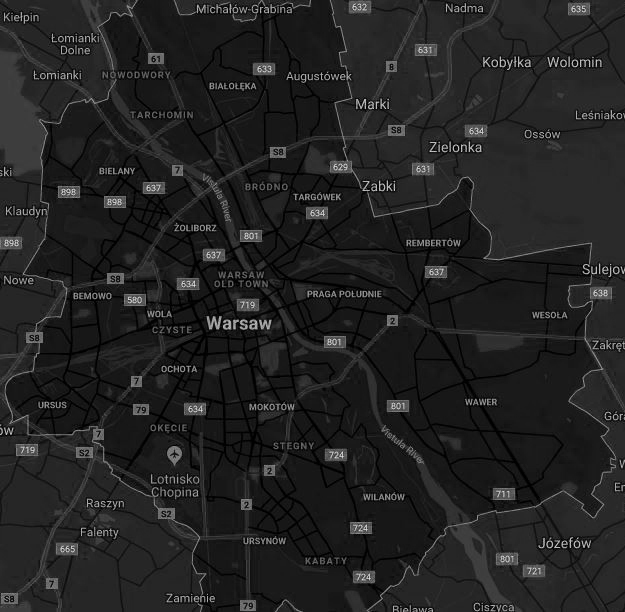 Michałów-Grabina
632
Nadma
635
Kiełpin
Łomianki
Dolne
61
631
8
Kobyłka
Wolomin
633
Łomianki
NOWODWORY
Augustówek
BIAŁOŁĘKA
Marki
TARCHOMIN
Leśniakow
S8
634
Ossów
Zielonka
S8
629
631
7
BIELANY
637
898
898
BRÓDNO
Ząbki
TARGÓWEK
634
Vistula River
Klaudyn
ŻOLIBORZ
801
898
REMBERTÓW
637
637
Sulejow
WARSAW
OLD TOWN
Nowe
S8
634
638
BEMOWO
580
PRAGA POŁUDNIE
719
WOLA
Warsaw
2
WESOŁA
CZYSTE
S8
801
Zakręt
OCHOTA
7
URSUS
79
634
MOKOTÓW
801
WAWER
Góra
OKĘCIE
ów
7
719
S2
STEGNY
724
Vistula River
2
Lotnisko
Chopina
WILANÓW
711
Raszyn
2
S2
Falenty
724
665
URSYNÓW
Józefów
801
721
KABATY
724
7
S8
Zamienie
79
Bielawa
Ciszyca